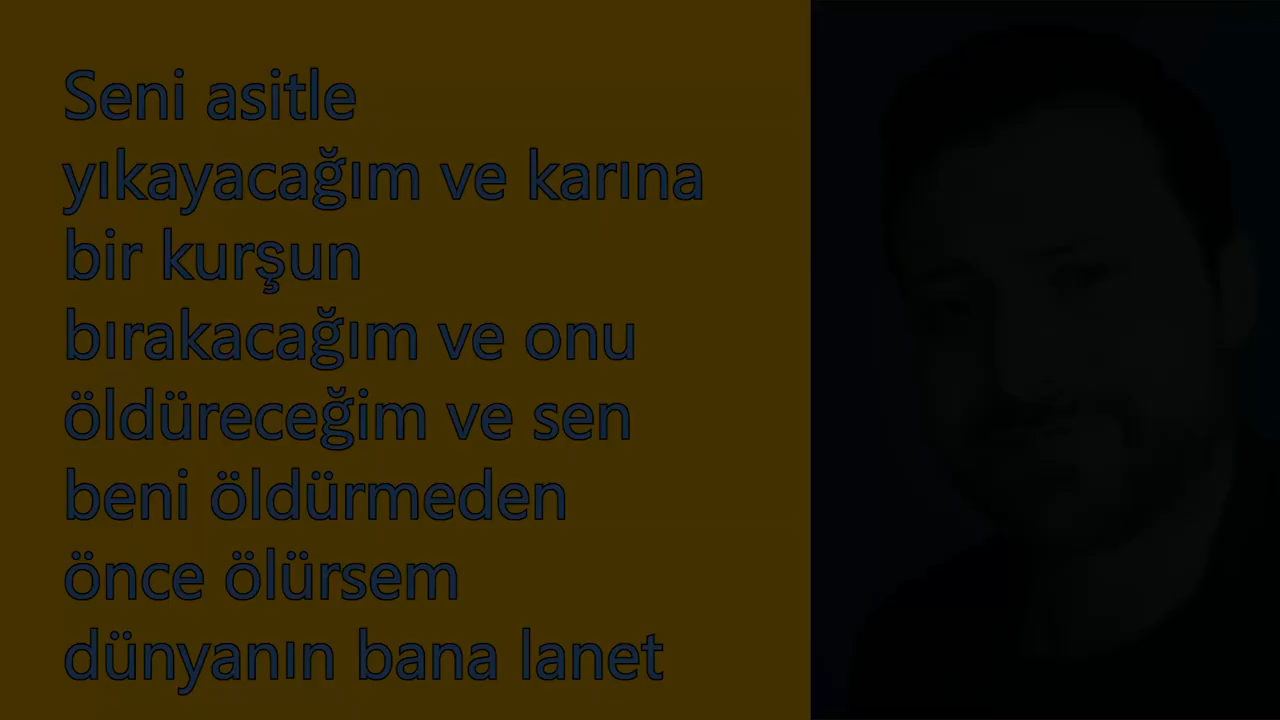 Seni asitle
yıkayacağım ve karına
bir kurşun
bırakacağım ve onu
öldüreceğim ve sen
beni öldürmeden
önce ölürsem
dünyanın bana lanet